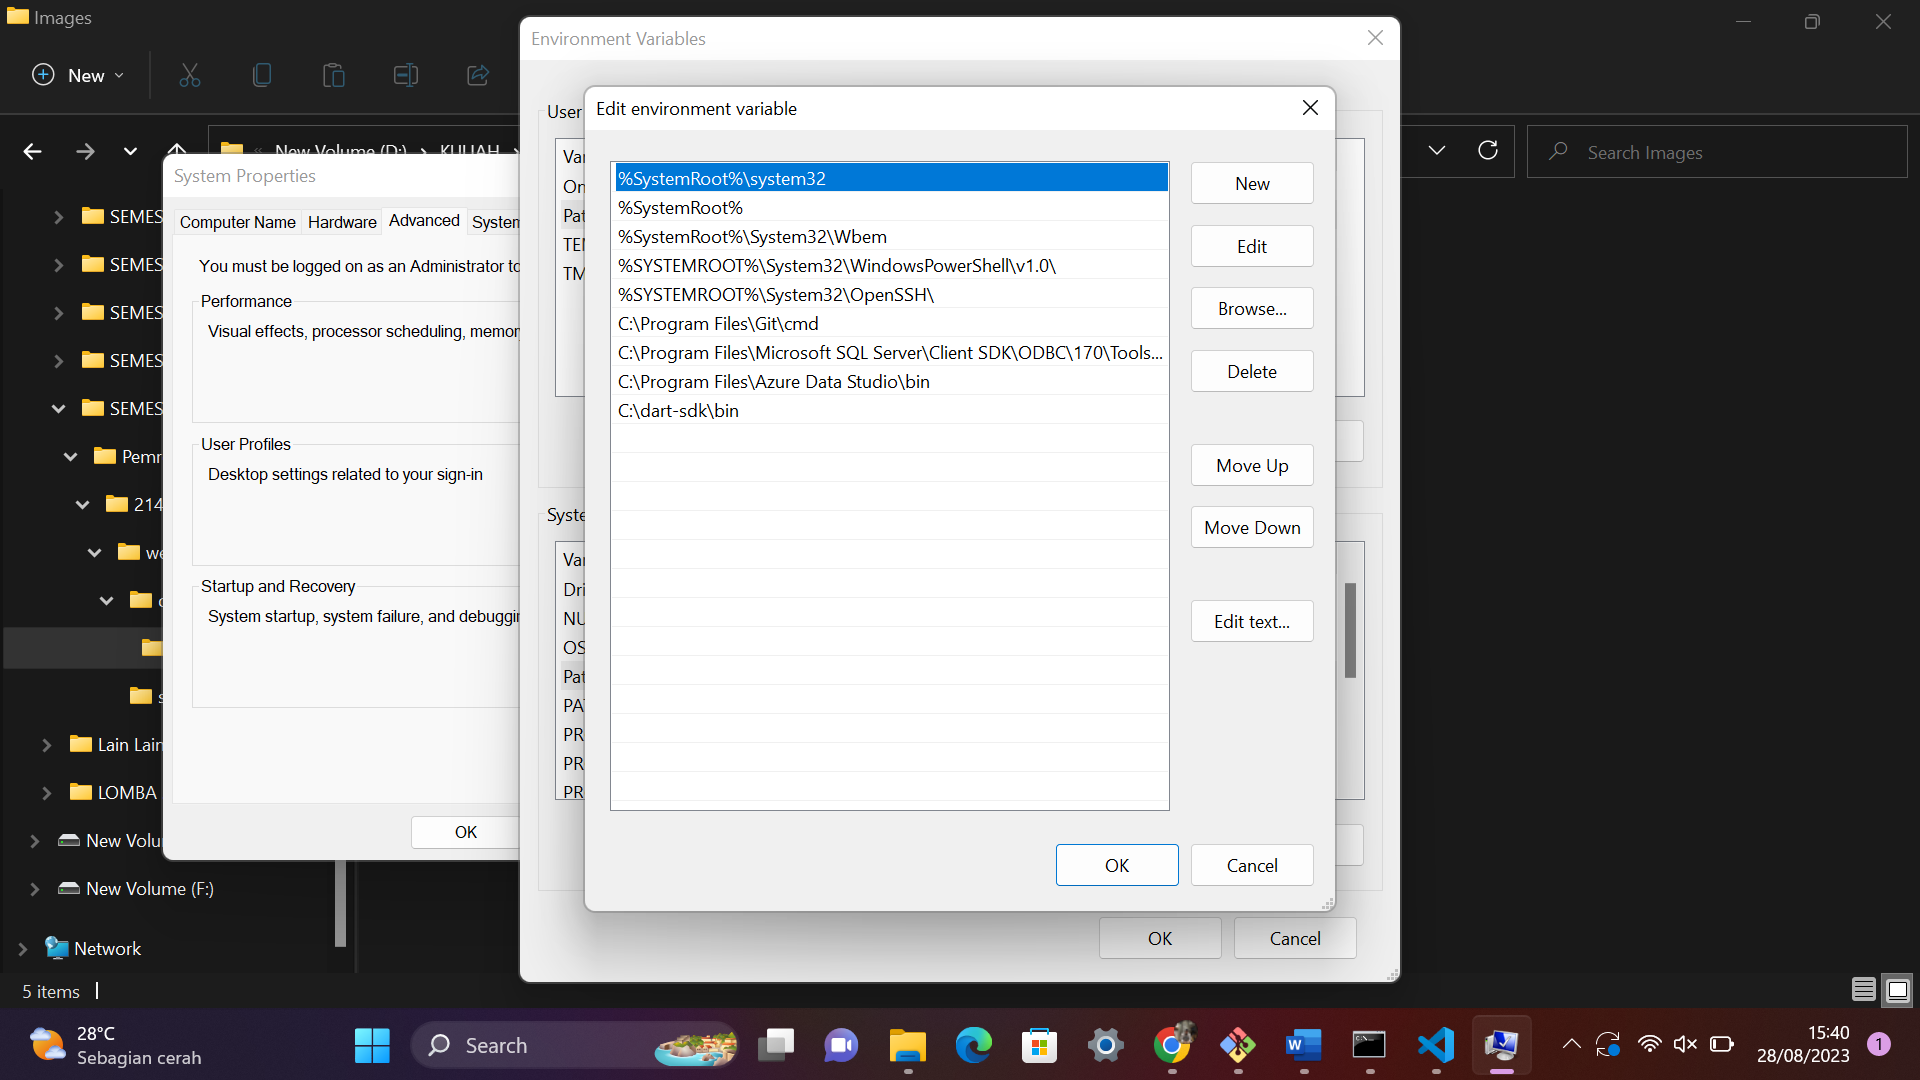 Images
New
New Volume (D:) > KULIAH >
Search Images
SEMES
SEMES
SEMES
SEMES
SEMES
Pemr
214
we
Lain Lain
LOMBA
New Volu
New Volume (F:)
Network
5 items
System Properties
Computer Name
Hardware
Advanced
System
You must be logged on as an Administrator to
Performance
Visual effects, processor scheduling, memor
User Profiles
Desktop settings related to your sign-in
Startup and Recovery
System startup, system failure, and debuggin
OK
Environment Variables
User
Var
On
Pat
TE
TM
Syste
Var
Dri
NU
OS
Pat
PA
PR
PR
PR
OK
Cancel
Edit environment variable
%SystemRoot%\system32
%SystemRoot%
%SystemRoot%\System32\Wbem
%SYSTEMROOT%\System32\WindowsPowerShell\v1.0\
%SYSTEMROOT%\System32\OpenSSH\
C:\Program Files\Git\cmd
C:\Program Files\Microsoft SQL Server\Client SDK\ODBC\170\Tools...
C:\Program Files\Azure Data Studio\bin
C:\dart-sdk\bin
New
Edit
Browse...
Delete
Move Up
Move Down
Edit text...
OK
Cancel
28°C
Sebagian cerah
Search
15:40
28/08/2023
1